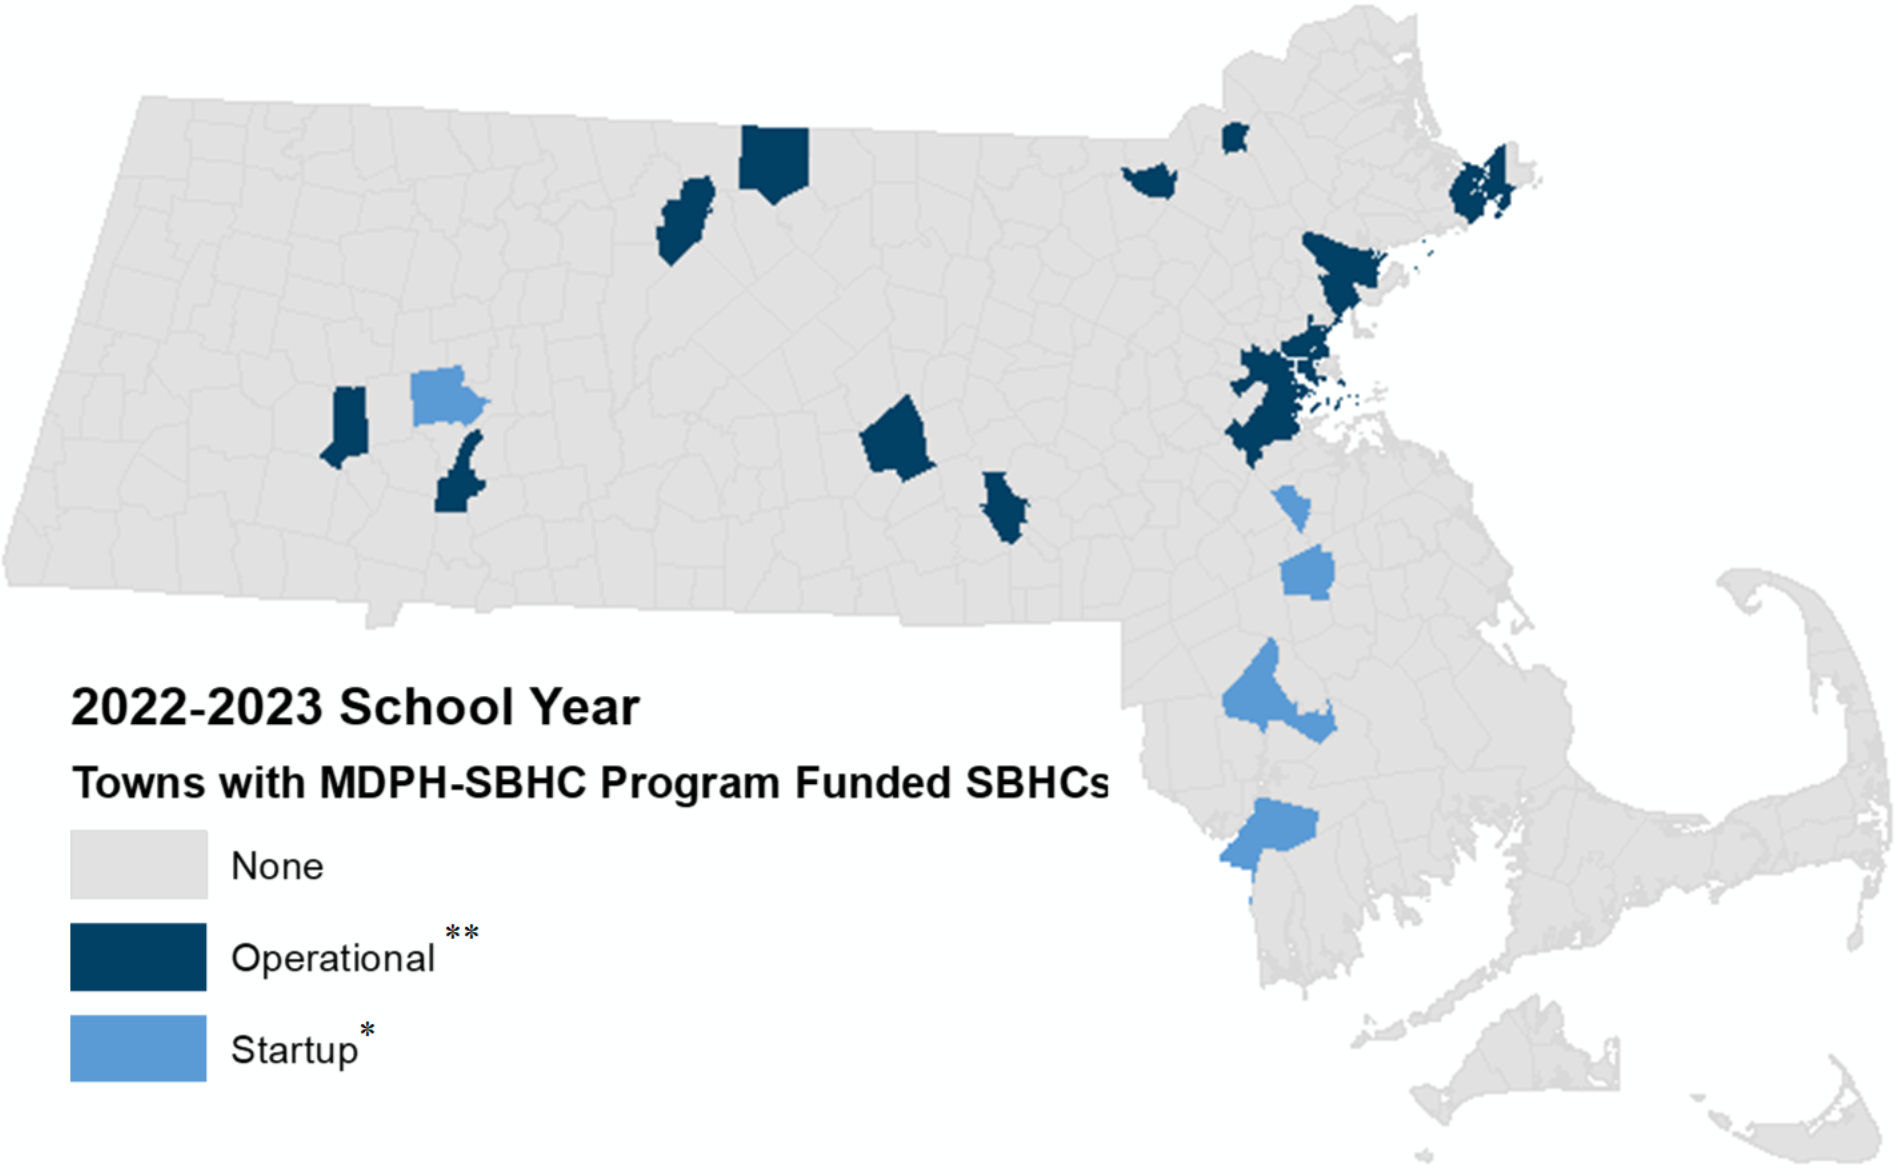 2022-2023 School Year
Towns with MDPH-SBHC Program Funded SBHCs
None
Operational **
Startup*